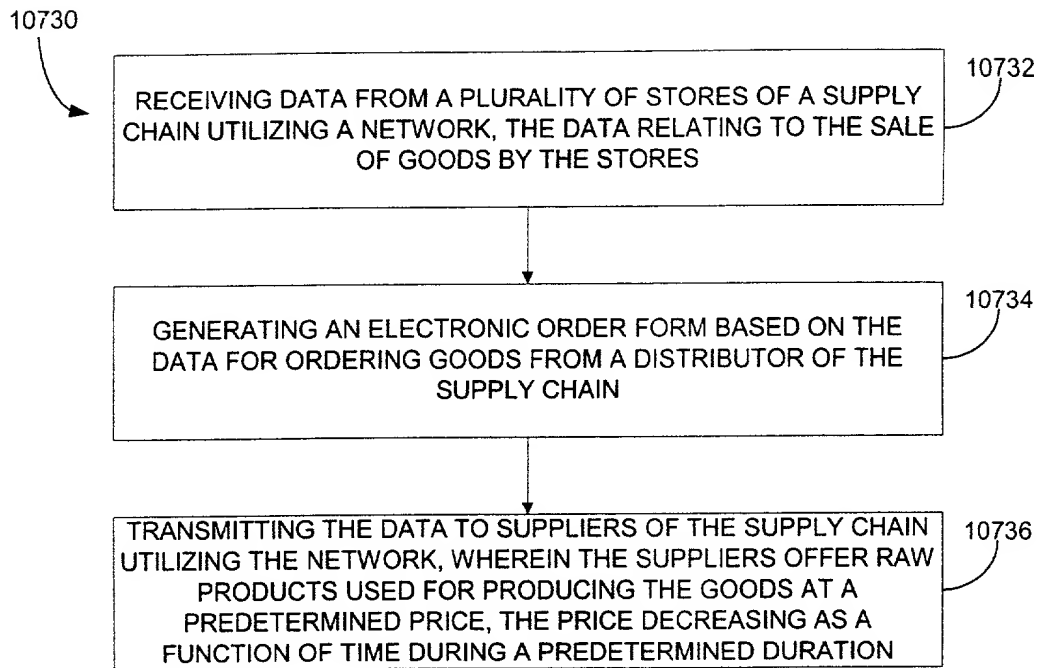 10730
RECEIVING DATA FROM A PLURALITY OF STORES OF A SUPPLY
CHAIN UTILIZING A NETWORK, THE DATA RELATING TO THE SALE
OF GOODS BY THE STORES
10732
GENERATING AN ELECTRONIC ORDER FORM BASED ON THE
DATA FOR ORDERING GOODS FROM A DISTRIBUTOR OF THE
SUPPLY CHAIN
10734
TRANSMITTING THE DATA TO SUPPLIERS OF THE SUPPLY CHAIN
UTILIZING THE NETWORK, WHEREIN THE SUPPLIERS OFFER RAW
PRODUCTS USED FOR PRODUCING THE GOODS AT A
PREDETERMINED PRICE, THE PRICE DECREASING AS A
FUNCTION OF TIME DURING A PREDETERMINED DURATION
10736